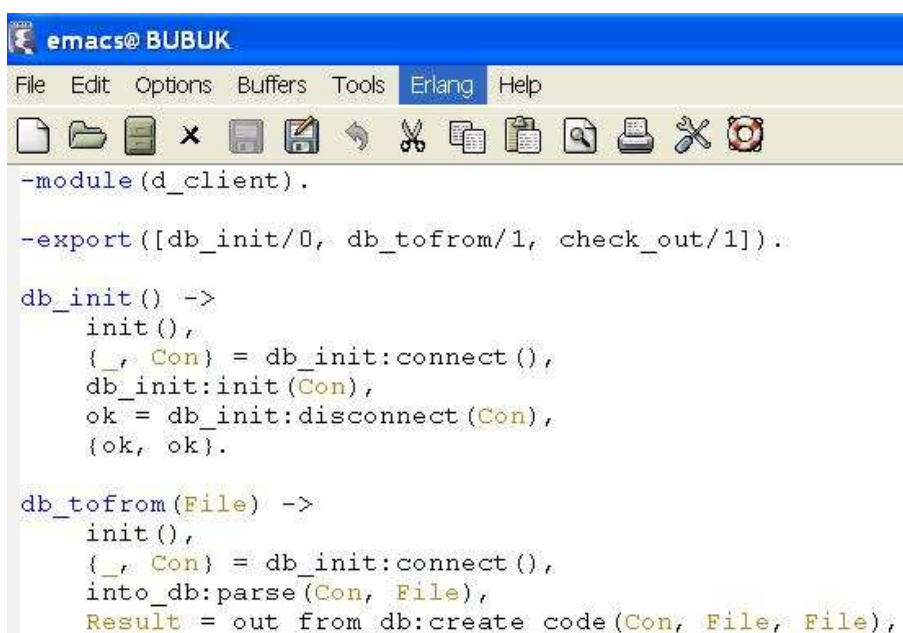 emacs@ BUBUK
File Edit Options Buffers Tools Erlang Help
-module(d_client).
-export([db_init/0, db_tofrom/1, check_out/1]).
db_init() ->
init(),
{_, Con} = db_init:connect(),
db_init:init(Con),
ok = db_init:disconnect(Con),
{ok, ok}.
db_tofrom(File) ->
init(),
{_, Con} = db_init:connect(),
into_db:parse(Con, File),
Result = out_from_db:create_code(Con, File, File),